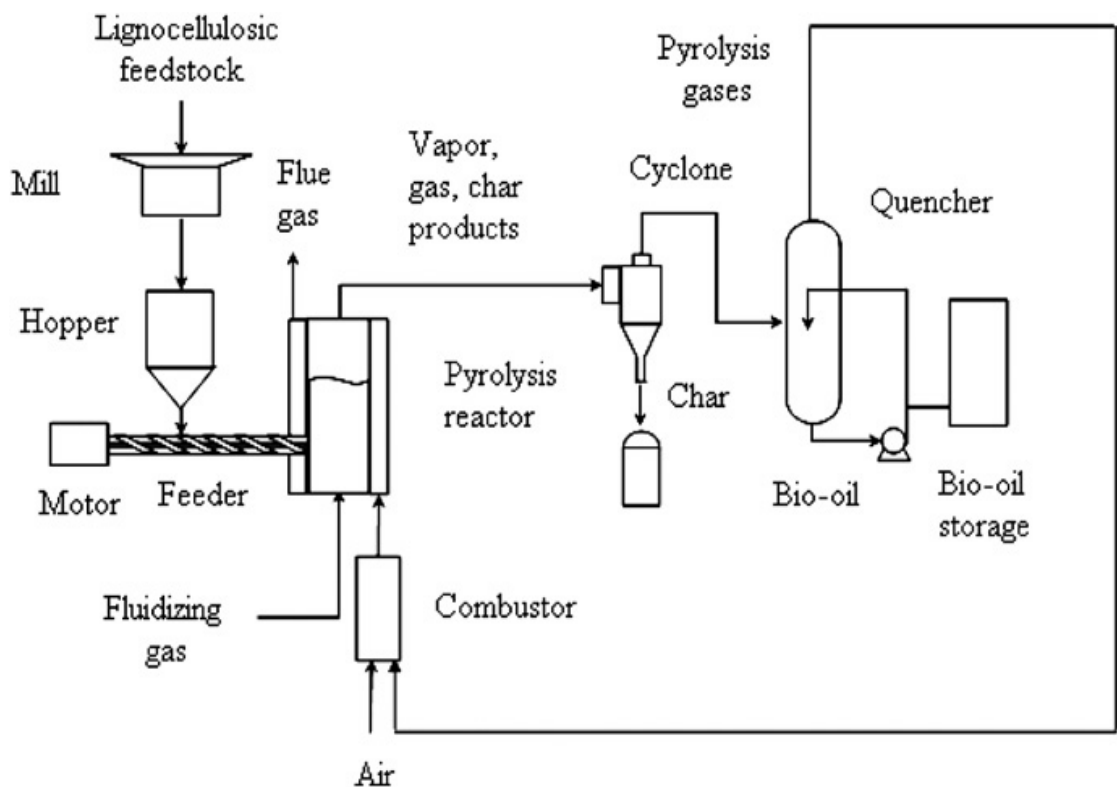 Lignocellulosic
feedstock
Mill
Hopper
Motor
Feeder
Flue
gas
Vapor,
gas, char
products
Pyrolysis
reactor
Fluidizing
gas
Combustor
Air
Cyclone
Char
Pyrolysis
gases
Quencher
Bio-oil
Bio-oil
storage